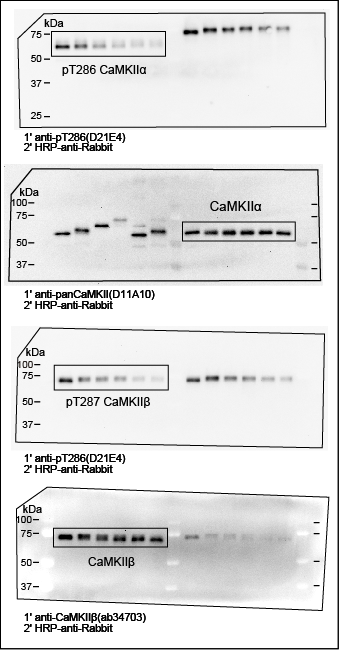 kDa
75
50
37
25
pT286 CaMKIIα
1' anti-pT286(D21E4)
2' HRP-anti-Rabbit
kDa
100
75
50
37
CaMKIIα
1' anti-panCaMKII(D11A10)
2' HRP-anti-Rabbit
kDa
100
75
50
37
pT287 CaMKIIβ
1' anti-pT286(D21E4)
2' HRP-anti-Rabbit
kDa
100
75
50
37
CaMKIIβ
1' anti-CaMKIIβ(ab34703)
2' HRP-anti-Rabbit